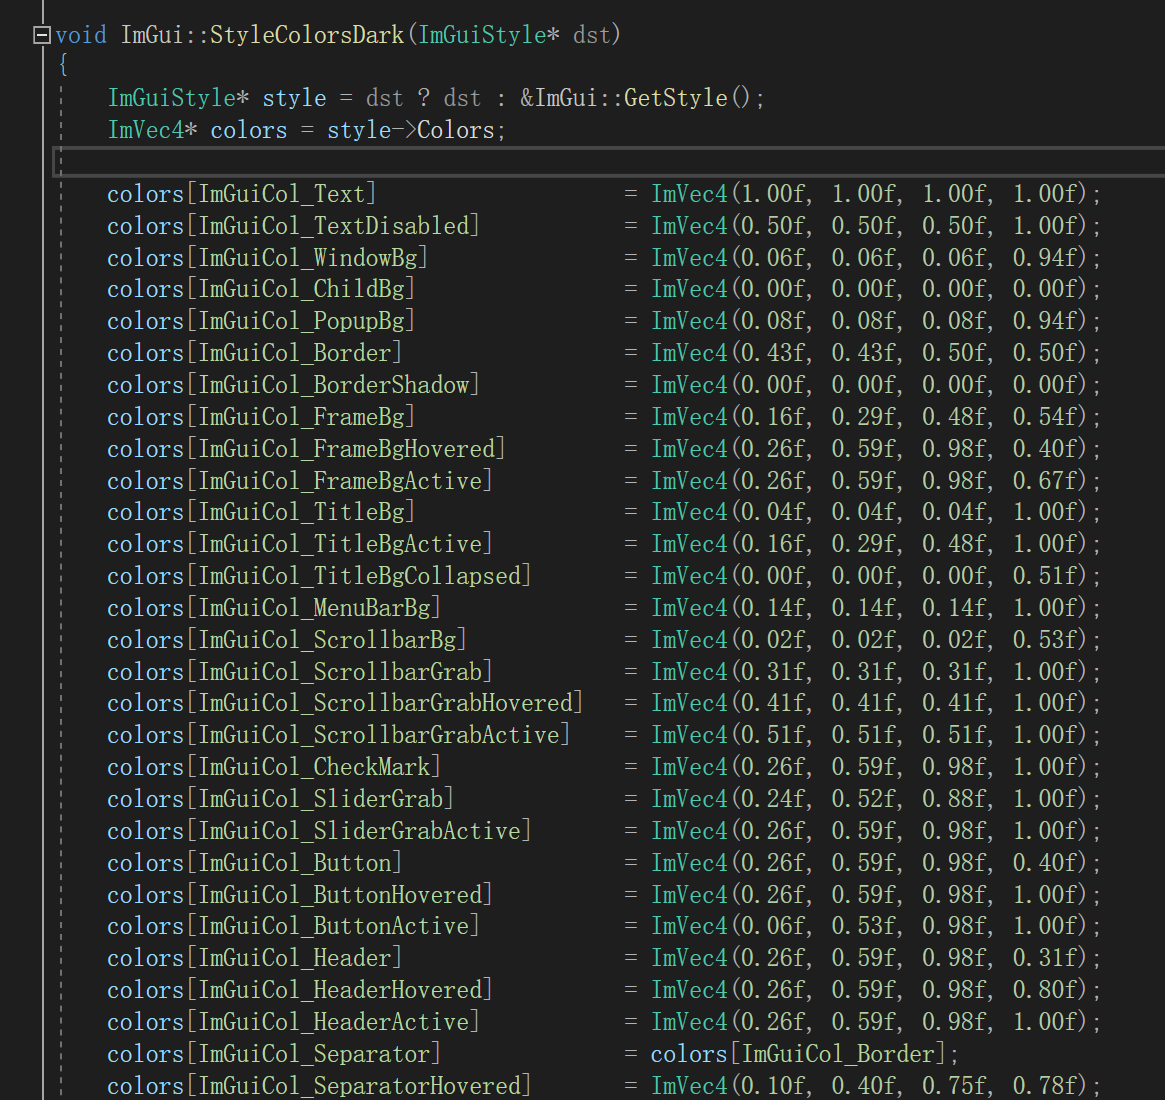 void ImGui::StyleColorsDark(ImGuiStyle* dst)
{
ImGuiStyle* style = dst ? dst : &ImGui::GetStyle();
ImVec4* colors = style->Colors;
colors[ImGuiCol_Text] = ImVec4(1.00f, 1.00f, 1.00f, 1.00f);
colors[ImGuiCol_TextDisabled] = ImVec4(0.50f, 0.50f, 0.50f, 1.00f);
colors[ImGuiCol_WindowBg] = ImVec4(0.06f, 0.06f, 0.06f, 0.94f);
colors[ImGuiCol_ChildBg] = ImVec4(0.00f, 0.00f, 0.00f, 0.00f);
colors[ImGuiCol_PopupBg] = ImVec4(0.08f, 0.08f, 0.08f, 0.94f);
colors[ImGuiCol_Border] = ImVec4(0.43f, 0.43f, 0.50f, 0.50f);
colors[ImGuiCol_BorderShadow] = ImVec4(0.00f, 0.00f, 0.00f, 0.00f);
colors[ImGuiCol_FrameBg] = ImVec4(0.16f, 0.29f, 0.48f, 0.54f);
colors[ImGuiCol_FrameBgHovered] = ImVec4(0.26f, 0.59f, 0.98f, 0.40f);
colors[ImGuiCol_FrameBgActive] = ImVec4(0.26f, 0.59f, 0.98f, 0.67f);
colors[ImGuiCol_TitleBg] = ImVec4(0.04f, 0.04f, 0.04f, 1.00f);
colors[ImGuiCol_TitleBgActive] = ImVec4(0.16f, 0.29f, 0.48f, 1.00f);
colors[ImGuiCol_TitleBgCollapsed] = ImVec4(0.00f, 0.00f, 0.00f, 0.51f);
colors[ImGuiCol_MenuBarBg] = ImVec4(0.14f, 0.14f, 0.14f, 1.00f);
colors[ImGuiCol_ScrollbarBg] = ImVec4(0.02f, 0.02f, 0.02f, 0.53f);
colors[ImGuiCol_ScrollbarGrab] = ImVec4(0.31f, 0.31f, 0.31f, 1.00f);
colors[ImGuiCol_ScrollbarGrabHovered] = ImVec4(0.41f, 0.41f, 0.41f, 1.00f);
colors[ImGuiCol_ScrollbarGrabActive] = ImVec4(0.51f, 0.51f, 0.51f, 1.00f);
colors[ImGuiCol_CheckMark] = ImVec4(0.26f, 0.59f, 0.98f, 1.00f);
colors[ImGuiCol_SliderGrab] = ImVec4(0.24f, 0.52f, 0.88f, 1.00f);
colors[ImGuiCol_SliderGrabActive] = ImVec4(0.26f, 0.59f, 0.98f, 1.00f);
colors[ImGuiCol_Button] = ImVec4(0.26f, 0.59f, 0.98f, 0.40f);
colors[ImGuiCol_ButtonHovered] = ImVec4(0.26f, 0.59f, 0.98f, 1.00f);
colors[ImGuiCol_ButtonActive] = ImVec4(0.06f, 0.53f, 0.98f, 1.00f);
colors[ImGuiCol_Header] = ImVec4(0.26f, 0.59f, 0.98f, 0.31f);
colors[ImGuiCol_HeaderHovered] = ImVec4(0.26f, 0.59f, 0.98f, 0.80f);
colors[ImGuiCol_HeaderActive] = ImVec4(0.26f, 0.59f, 0.98f, 1.00f);
colors[ImGuiCol_Separator] = colors[ImGuiCol_Border];
colors[ImGuiCol_SeparatorHovered] = ImVec4(0.10f, 0.40f, 0.75f, 0.78f);